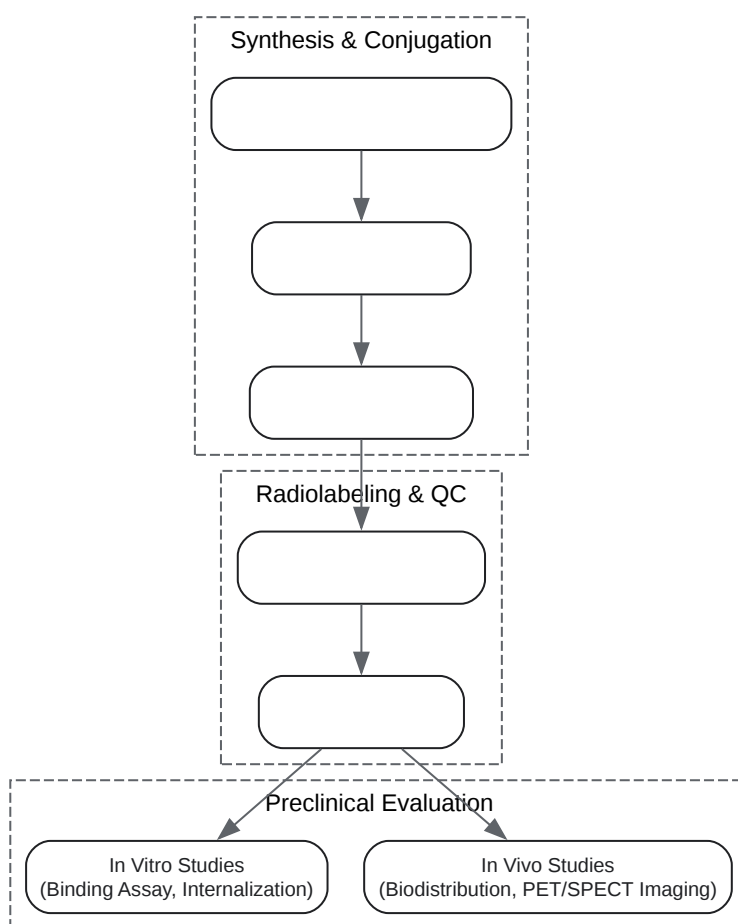 Synthesis & Conjugation
Radiolabeling & QC
Preclinical Evaluation
In Vitro Studies
(Binding Assay, Internalization)
In Vivo Studies
(Biodistribution, PET/SPECT Imaging)